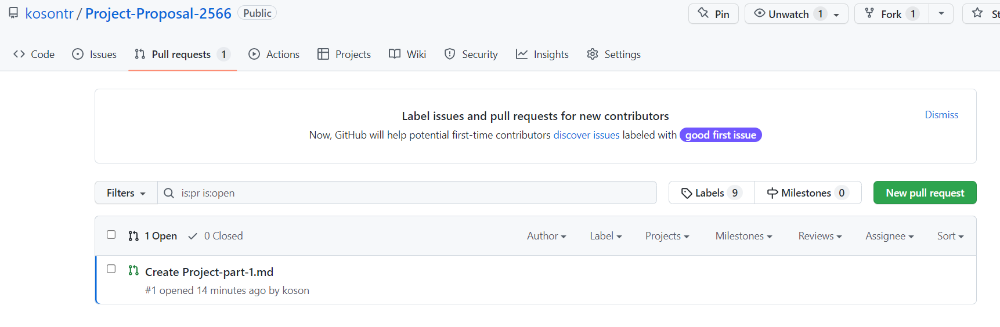 kosontr / Project-Proposal-2566 Public
Pin
Unwatch 1
Fork 1
St
Code
Issues
Pull requests 1
Actions
Projects
Wiki
Security
Insights
Settings
Label issues and pull requests for new contributors
Dismiss
Now, GitHub will help potential first-time contributors discover issues labeled with good first issue
Filters
is:pr is:open
Labels 9
Milestones 0
New pull request
1 Open
0 Closed
Author
Label
Projects
Milestones
Reviews
Assignee
Sort
Create Project-part-1.md
#1 opened 14 minutes ago by koson